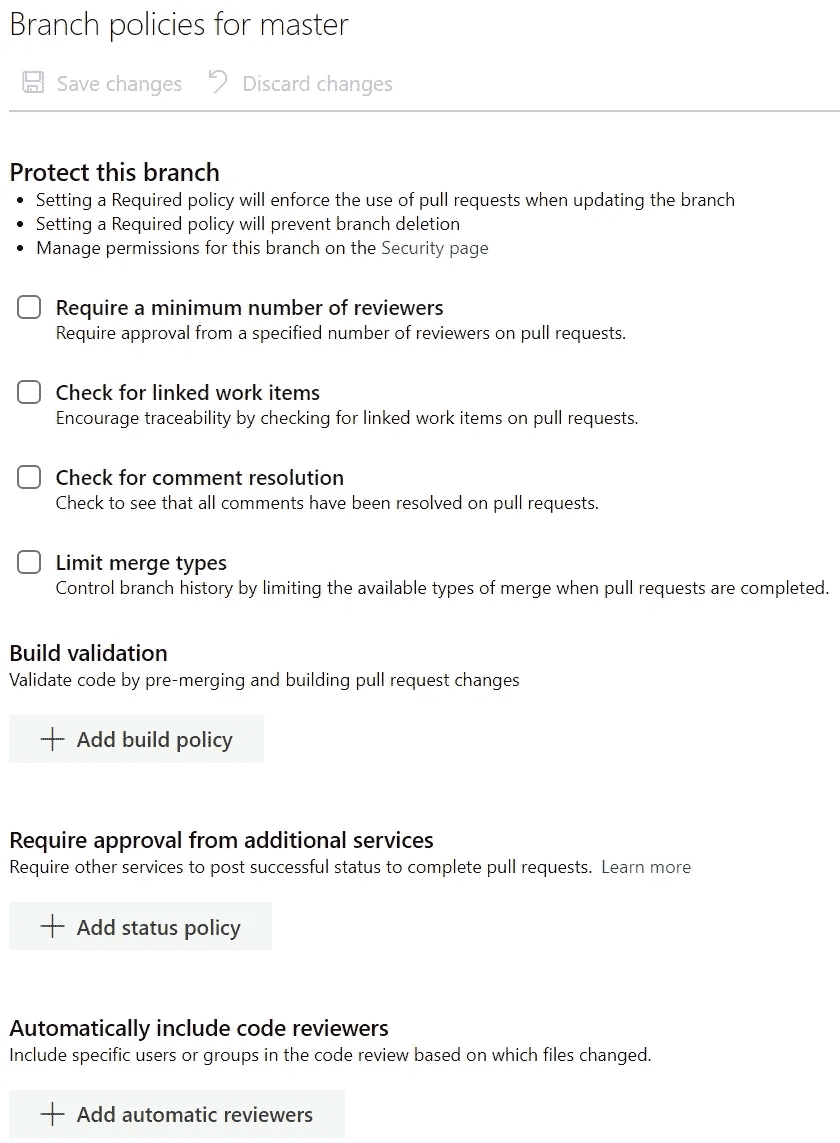 Branch policies for master
Save changes Discard changes
Protect this branch
• Setting a Required policy will enforce the use of pull requests when updating the branch
• Setting a Required policy will prevent branch deletion
• Manage permissions for this branch on the Security page
Require a minimum number of reviewers
Require approval from a specified number of reviewers on pull requests.
Check for linked work items
Encourage traceability by checking for linked work items on pull requests.
Check for comment resolution
Check to see that all comments have been resolved on pull requests.
Limit merge types
Control branch history by limiting the available types of merge when pull requests are completed.
Build validation
Validate code by pre-merging and building pull request changes
+ Add build policy
Require approval from additional services
Require other services to post successful status to complete pull requests. Learn more
+ Add status policy
Automatically include code reviewers
Include specific users or groups in the code review based on which files changed.
+ Add automatic reviewers